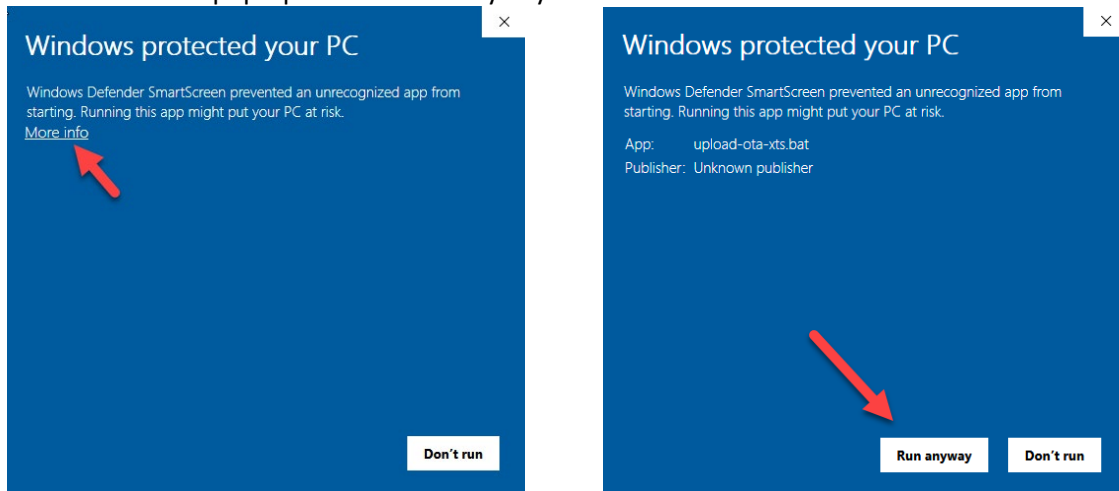 Windows protected your PC
Windows Defender SmartScreen prevented an unrecognized app from
starting. Running this app might put your PC at risk.
More info
Don't run
Windows protected your PC
Windows Defender SmartScreen prevented an unrecognized app from
starting. Running this app might put your PC at risk.
App: upload-ota-xts.bat
Publisher: Unknown publisher
Run anyway Don't run